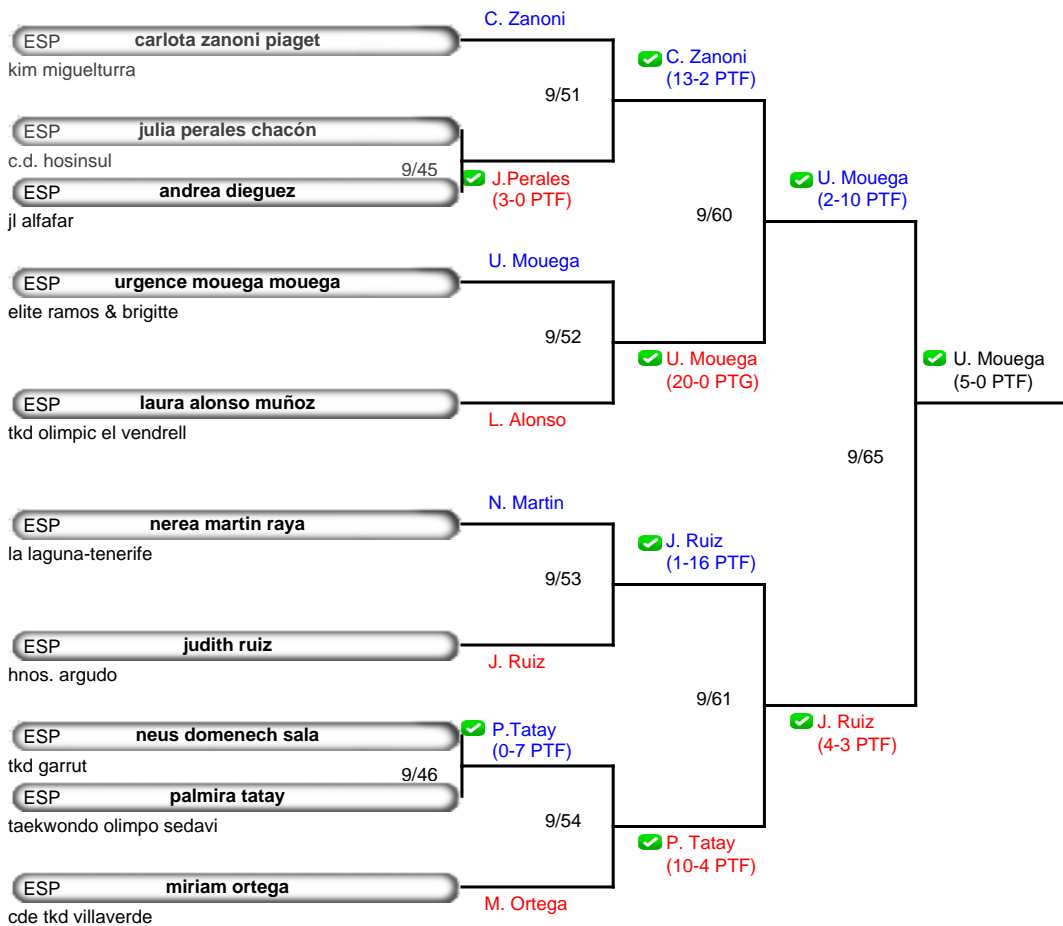 C. Zanoni
ESP carlota zanoni piaget
kim miguelturra
C. Zanoni
(13-2 PTF)
9/51
ESP julia perales chacón
c.d. hosinsul
9/45
J.Perales
(3-0 PTF)
ESP andrea dieguez
jl alfafar
U. Mouega
(2-10 PTF)
9/60
U. Mouega
ESP urgence mouega mouega
elite ramos & brigitte
9/52
U. Mouega
(20-0 PTG)
U. Mouega
(5-0 PTF)
ESP laura alonso muñoz
tkd olimpic el vendrell
L. Alonso
9/65
N. Martin
ESP nerea martin raya
la laguna-tenerife
J. Ruiz
(1-16 PTF)
9/53
ESP judith ruiz
hnos. argudo
J. Ruiz
9/61
J. Ruiz
(4-3 PTF)
ESP neus domenech sala
tkd garrut
P.Tatay
(0-7 PTF)
9/46
ESP palmira tatay
taekwondo olimpo sedavi
9/54
P. Tatay
(10-4 PTF)
ESP miriam ortega
cde tkd villaverde
M. Ortega